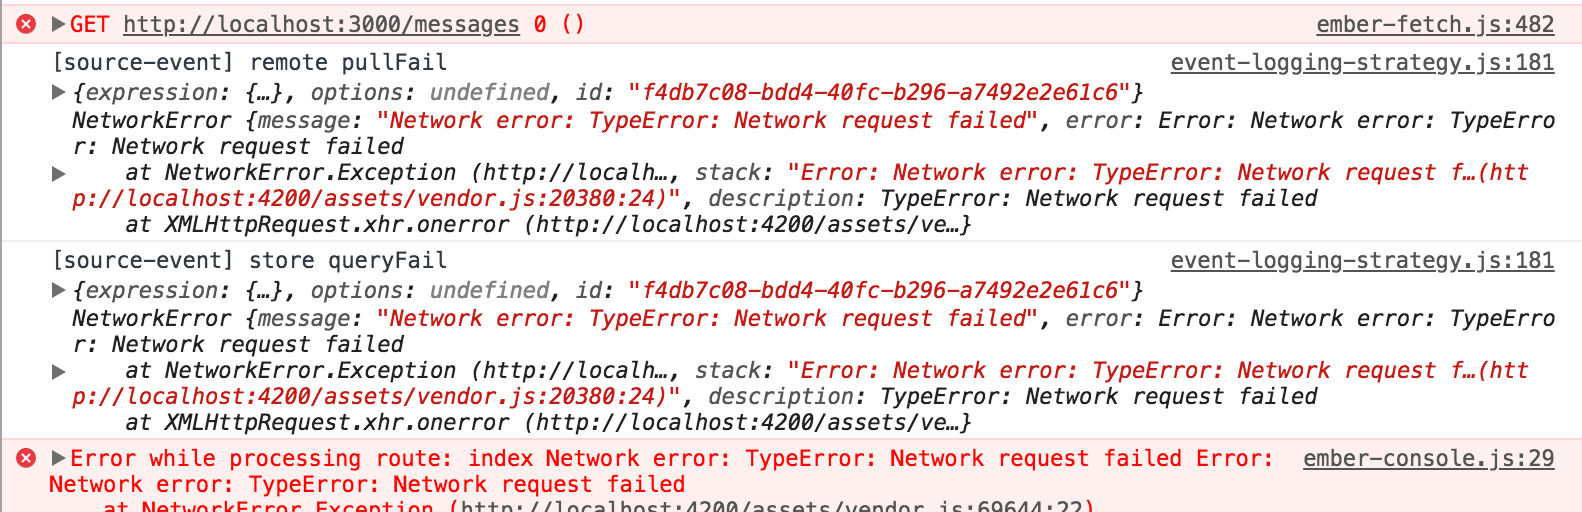 GET http://localhost:3000/messages 0 () ember-fetch.js:482
[source-event] remote pullFail event-logging-strategy.js:181
{expression: {…}, options: undefined, id: "f4db7c08-bdd4-40fc-b296-a7492e2e61c6"}
NetworkError {message: "Network error: TypeError: Network request failed", error: Error: Network error: TypeErro
r: Network request failed
at NetworkError.Exception (http://localh…, stack: "Error: Network error: TypeError: Network request f…(htt
p://localhost:4200/assets/vendor.js:20380:24)", description: TypeError: Network request failed
at XMLHttpRequest.xhr.onerror (http://localhost:4200/assets/ve…}
[source-event] store queryFail event-logging-strategy.js:181
{expression: {…}, options: undefined, id: "f4db7c08-bdd4-40fc-b296-a7492e2e61c6"}
NetworkError {message: "Network error: TypeError: Network request failed", error: Error: Network error: TypeErro
r: Network request failed
at NetworkError.Exception (http://localh…, stack: "Error: Network error: TypeError: Network request f…(htt
p://localhost:4200/assets/vendor.js:20380:24)", description: TypeError: Network request failed
at XMLHttpRequest.xhr.onerror (http://localhost:4200/assets/ve…}
Error while processing route: index Network error: TypeError: Network request failed Error: ember-console.js:29
Network error: TypeError: Network request failed
at NetworkError.Exception (http://localhost:4200/assets/vendor.js:69644:22)